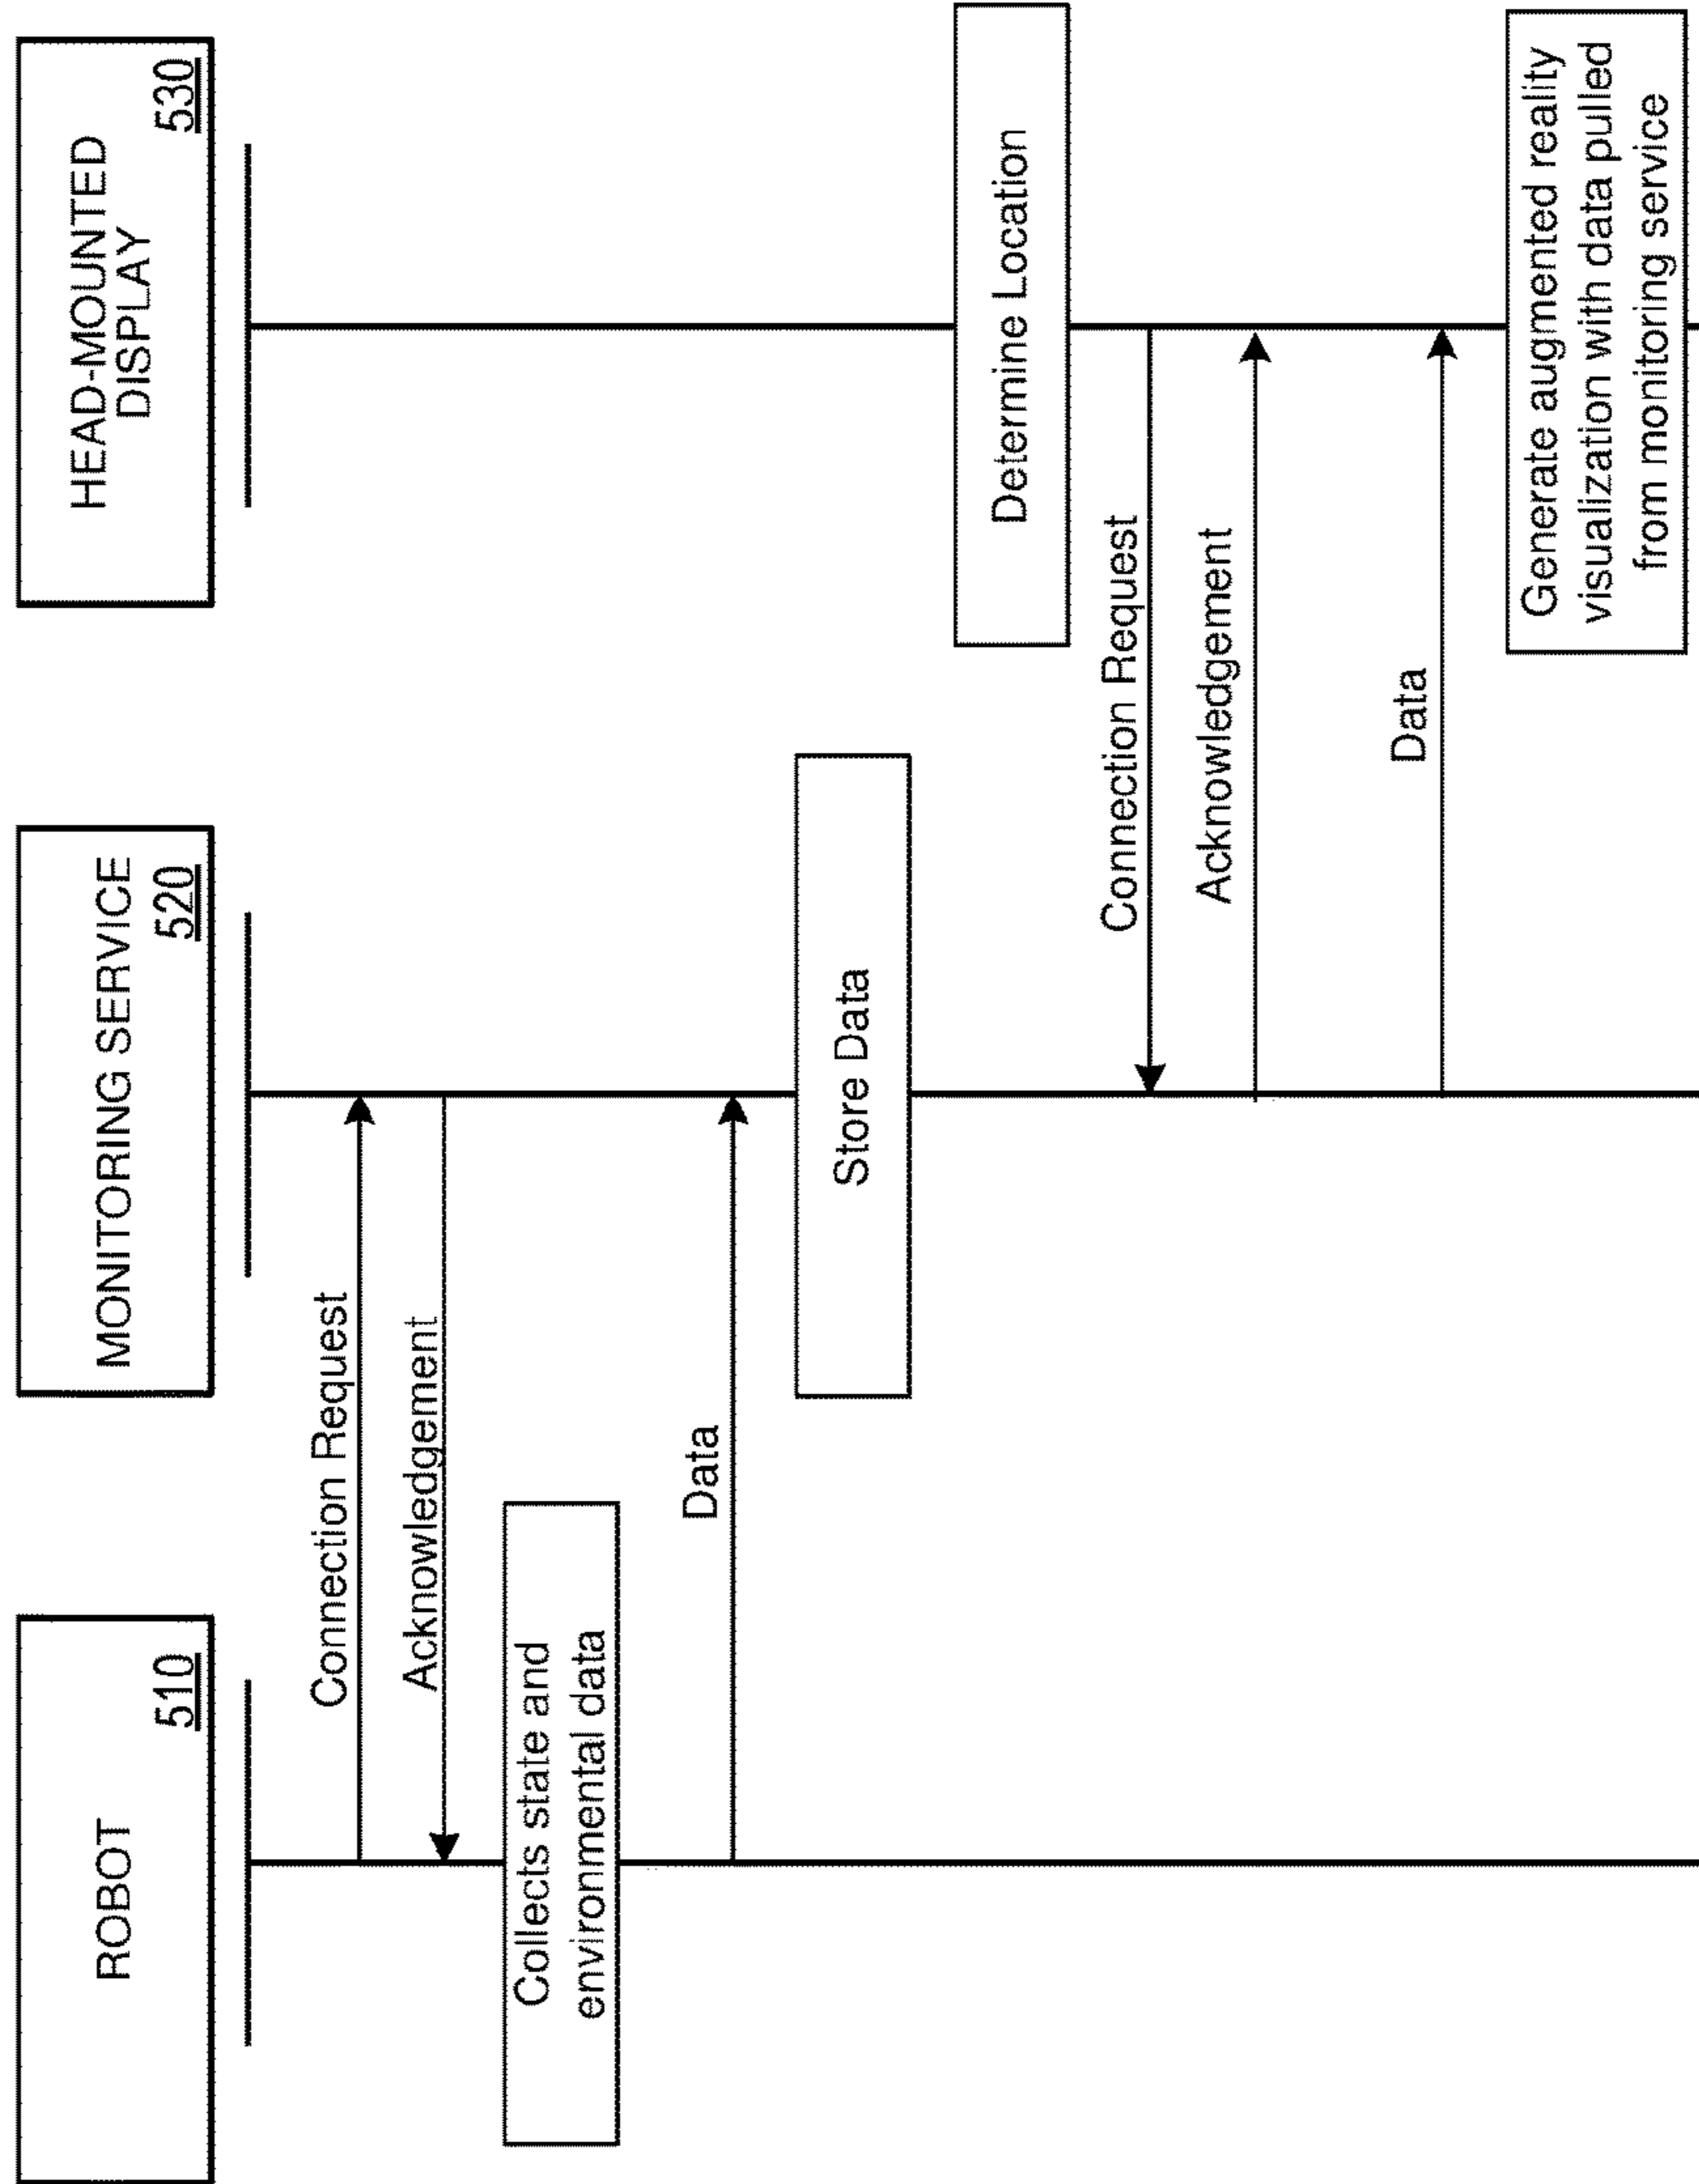 ROBOT
510
MONITORING SERVICE
520
HEAD-MOUNTED
DISPLAY
530
Connection Request
Acknowledgement
Collects state and
environmental data
Data
Store Data
Determine Location
Connection Request
Acknowledgement
Data
Generate augmented reality
visualization with data pulled
from monitoring service